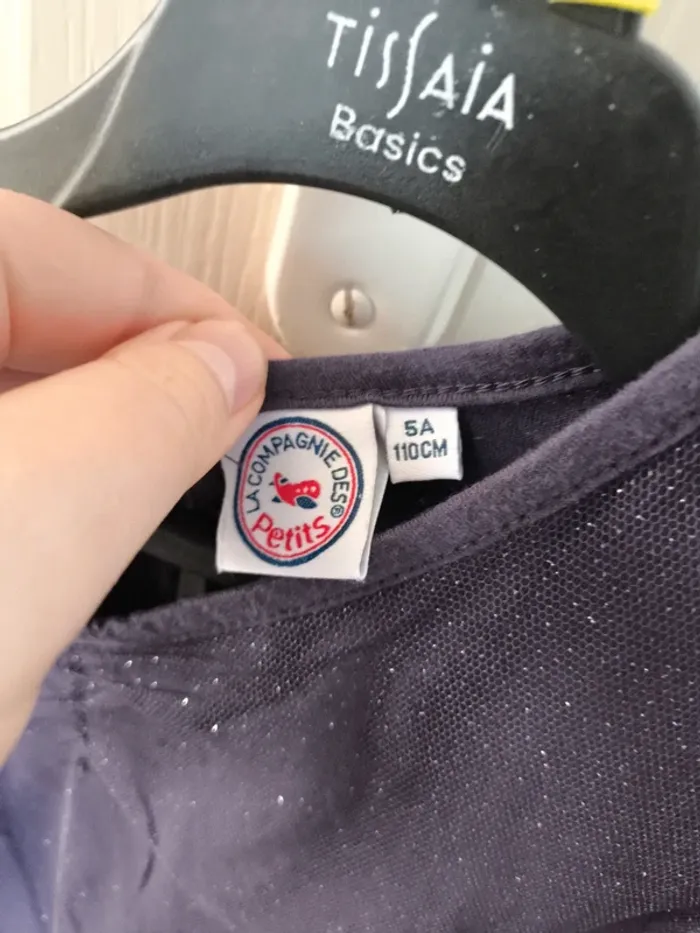 TissAiA
Basics
LA COMPAGNIE DES®
Petits
5A
110CM